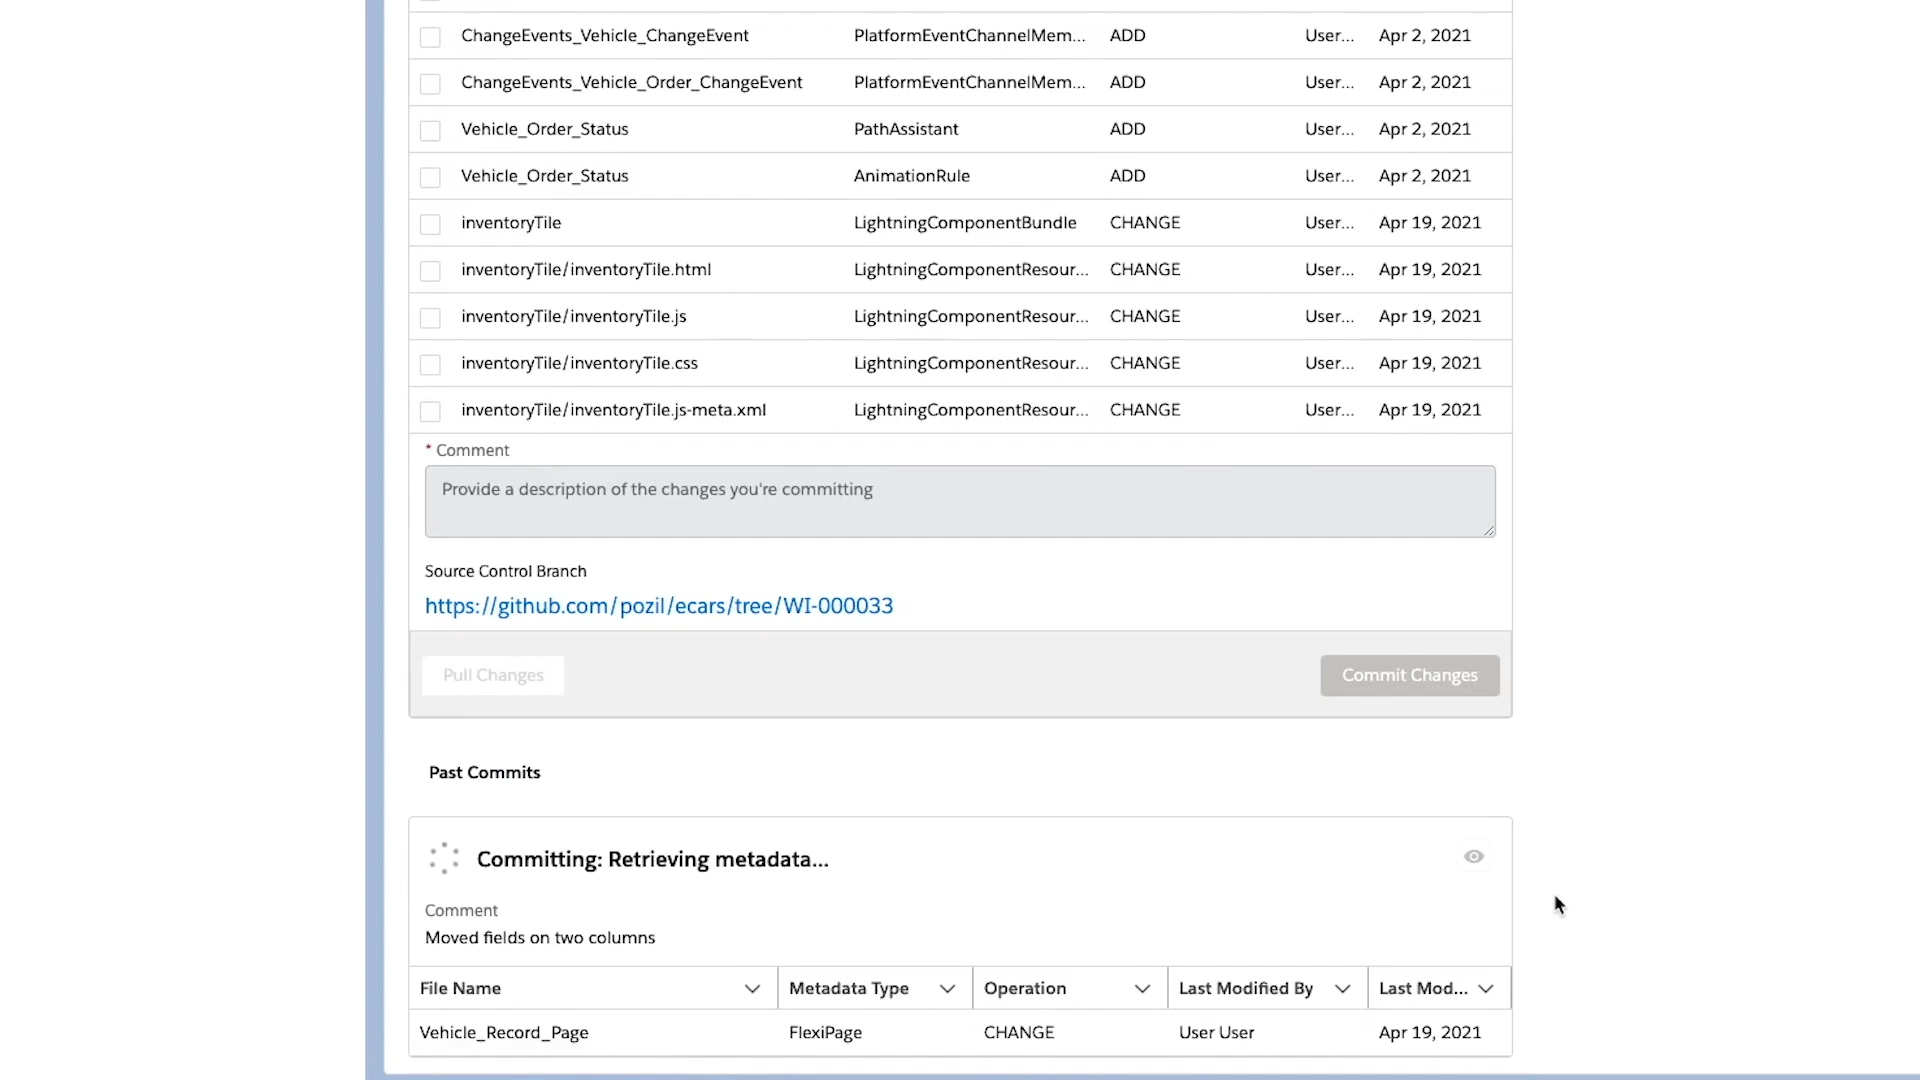 ChangeEvents_Vehicle_ChangeEvent PlatformEventChannelMem... ADD User... Apr 2, 2021
ChangeEvents_Vehicle_Order_ChangeEvent PlatformEventChannelMem... ADD User... Apr 2, 2021
Vehicle_Order_Status PathAssistant ADD User... Apr 2, 2021
Vehicle_Order_Status AnimationRule ADD User... Apr 2, 2021
inventoryTile LightningComponentBundle CHANGE User... Apr 19, 2021
inventoryTile/inventoryTile.html LightningComponentResour... CHANGE User... Apr 19, 2021
inventoryTile/inventoryTile.js LightningComponentResour... CHANGE User... Apr 19, 2021
inventoryTile/inventoryTile.css LightningComponentResour... CHANGE User... Apr 19, 2021
inventoryTile/inventoryTile.js-meta.xml LightningComponentResour... CHANGE User... Apr 19, 2021
* Comment
Provide a description of the changes you're committing
Source Control Branch
https://github.com/pozil/ecars/tree/WI-000033
Pull Changes Commit Changes
Past Commits
Committing: Retrieving metadata...
Comment
Moved fields on two columns
File Name Metadata Type Operation Last Modified By Last Mod...
Vehicle_Record_Page FlexiPage CHANGE User User Apr 19, 2021